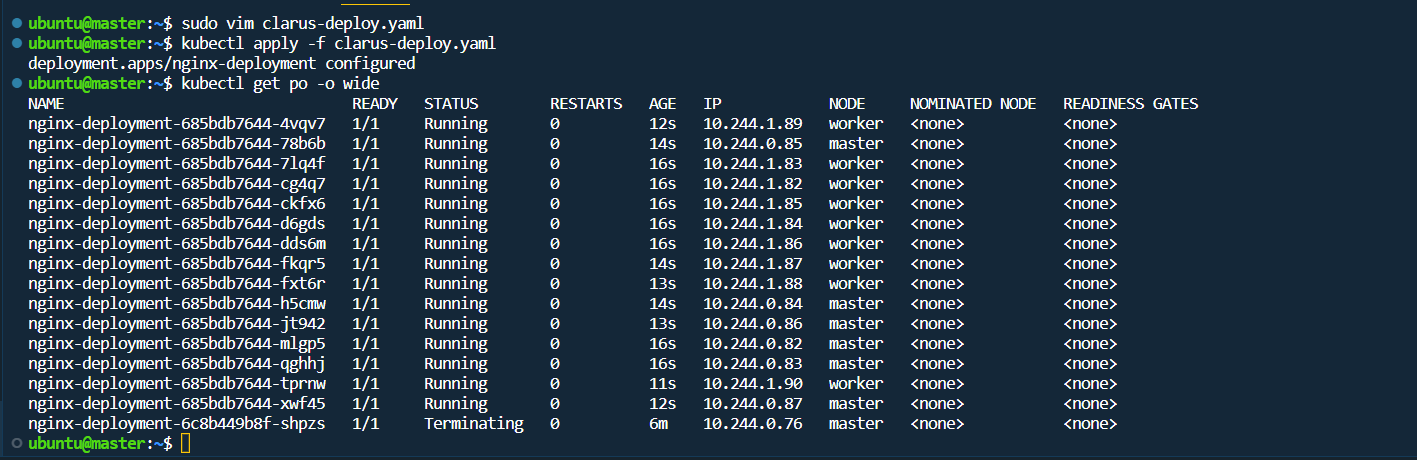 ubuntu@master:~$ sudo vim clarus-deploy.yaml
ubuntu@master:~$ kubectl apply -f clarus-deploy.yaml
deployment.apps/nginx-deployment configured
ubuntu@master:~$ kubectl get po -o wide
NAME READY STATUS RESTARTS AGE IP NODE NOMINATED NODE READINESS GATES
nginx-deployment-685bdb7644-4vqv7 1/1 Running 0 12s 10.244.1.89 worker <none> <none>
nginx-deployment-685bdb7644-78b6b 1/1 Running 0 14s 10.244.0.85 master <none> <none>
nginx-deployment-685bdb7644-7lq4f 1/1 Running 0 16s 10.244.1.83 worker <none> <none>
nginx-deployment-685bdb7644-cg4q7 1/1 Running 0 16s 10.244.1.82 worker <none> <none>
nginx-deployment-685bdb7644-ckfx6 1/1 Running 0 16s 10.244.1.85 worker <none> <none>
nginx-deployment-685bdb7644-d6gds 1/1 Running 0 16s 10.244.1.84 worker <none> <none>
nginx-deployment-685bdb7644-dds6m 1/1 Running 0 16s 10.244.1.86 worker <none> <none>
nginx-deployment-685bdb7644-fkqr5 1/1 Running 0 14s 10.244.1.87 worker <none> <none>
nginx-deployment-685bdb7644-fxt6r 1/1 Running 0 13s 10.244.1.88 worker <none> <none>
nginx-deployment-685bdb7644-h5cmw 1/1 Running 0 14s 10.244.0.84 master <none> <none>
nginx-deployment-685bdb7644-jt942 1/1 Running 0 13s 10.244.0.86 master <none> <none>
nginx-deployment-685bdb7644-mlgp5 1/1 Running 0 16s 10.244.0.82 master <none> <none>
nginx-deployment-685bdb7644-qghhj 1/1 Running 0 16s 10.244.0.83 master <none> <none>
nginx-deployment-685bdb7644-tprnw 1/1 Running 0 11s 10.244.1.90 worker <none> <none>
nginx-deployment-685bdb7644-xwf45 1/1 Running 0 12s 10.244.0.87 master <none> <none>
nginx-deployment-6c8b449b8f-shpzs 1/1 Terminating 0 6m 10.244.0.76 master <none> <none>
ubuntu@master:~$